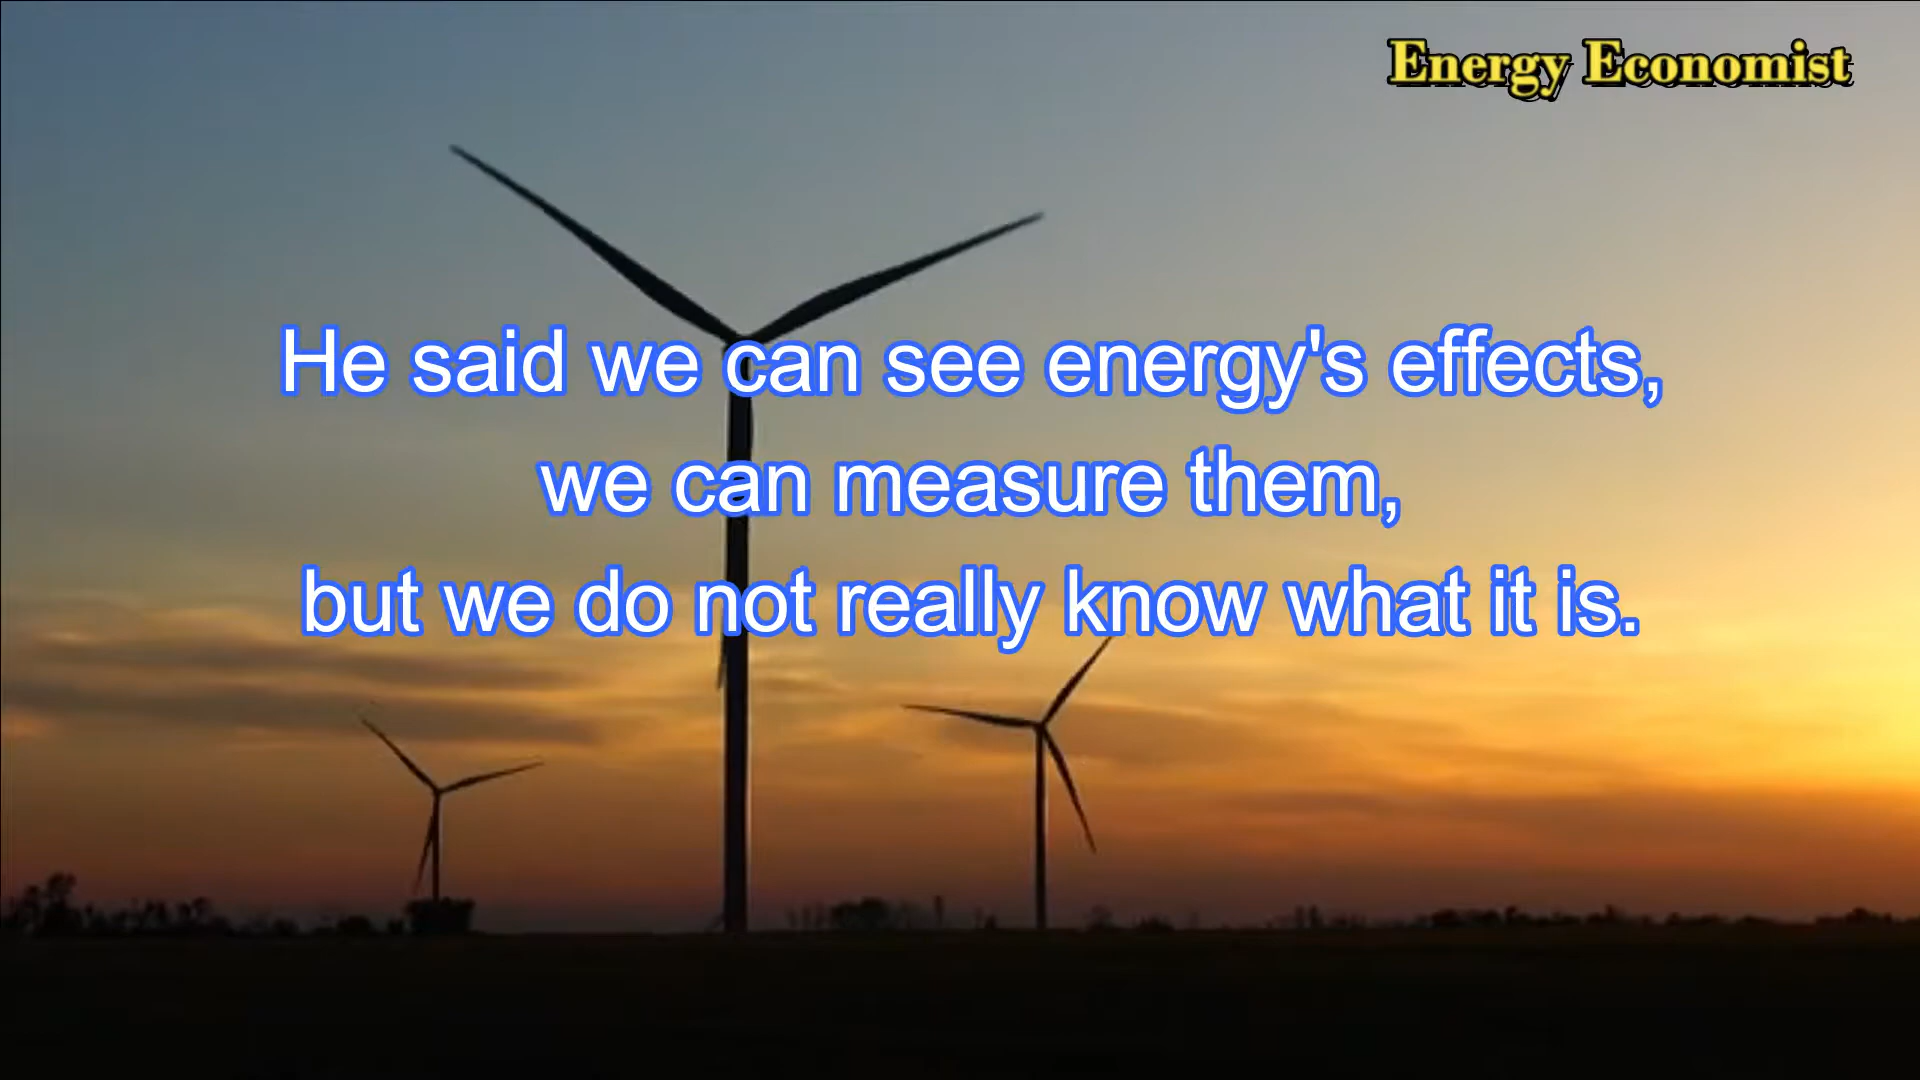 Energy Economist
He said we can see energy's effects,
we can measure them,
but we do not really know what it is.